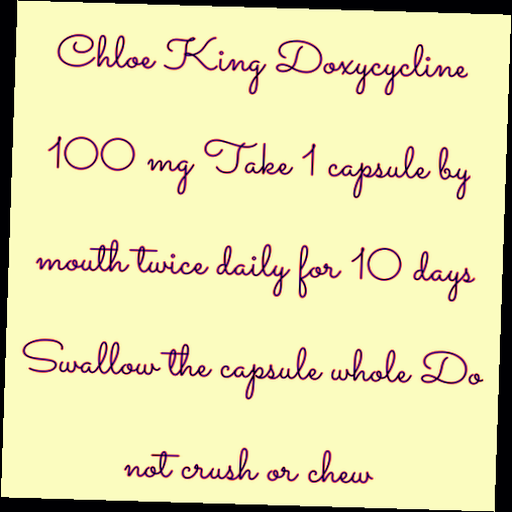 Chloe King Doxycycline
100 mg Take 1 capsule by
mouth twice daily for 10 days
Swallow the capsule whole Do
not crush or chew